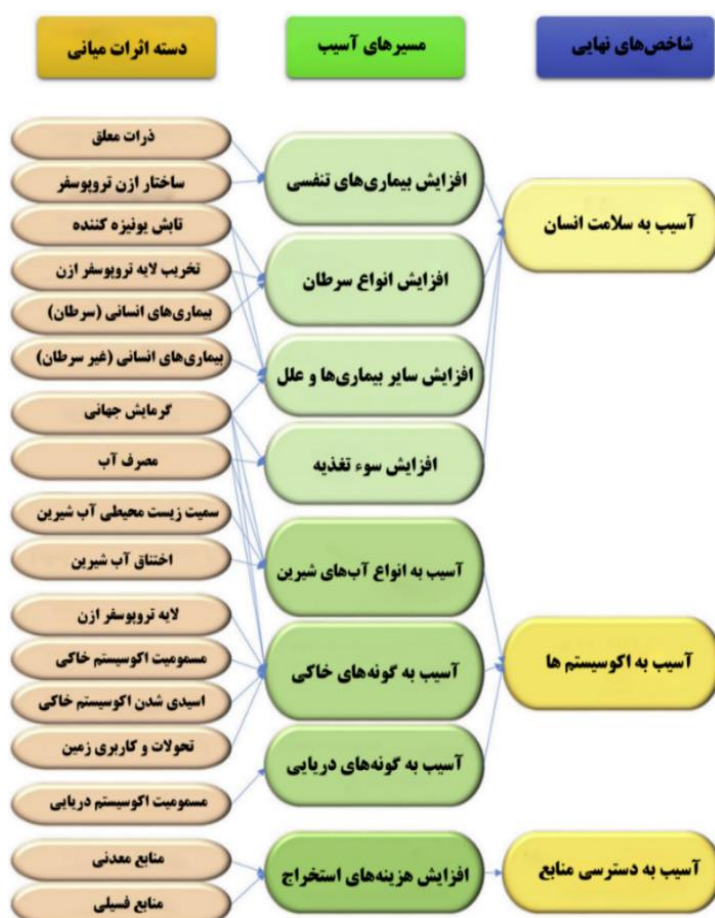 شاخص‌های نهایی
مسیرهای آسیب
دسته اثرات میانی
آسیب به سلامت انسان
آسیب به اکوسیستم ها
آسیب به دسترسی منابع
افزایش بیماری‌های تنفسی
افزایش انواع سرطان
افزایش سایر بیماری‌ها و علل
افزایش سوء تغذیه
آسیب به انواع آب‌های شیرین
آسیب به گونه‌های خاکی
آسیب به گونه‌های دریایی
افزایش هزینه‌های استخراج
ذرات معلق
ساختار ازن تروپوسفر
تابش یونیزه کننده
تخریب لایه تروپوسفر ازن
بیماری‌های انسانی (سرطان)
بیماری‌های انسانی (غیر سرطان)
گرمایش جهانی
مصرف آب
سمیت زیست محیطی آب شیرین
اختناق آب شیرین
لایه تروپوسفر ازن
مسمومیت اکوسیستم خاکی
اسیدی شدن اکوسیستم خاکی
تحولات و کاربری زمین
مسمومیت اکوسیستم دریایی
منابع معدنی
منابع فسیلی